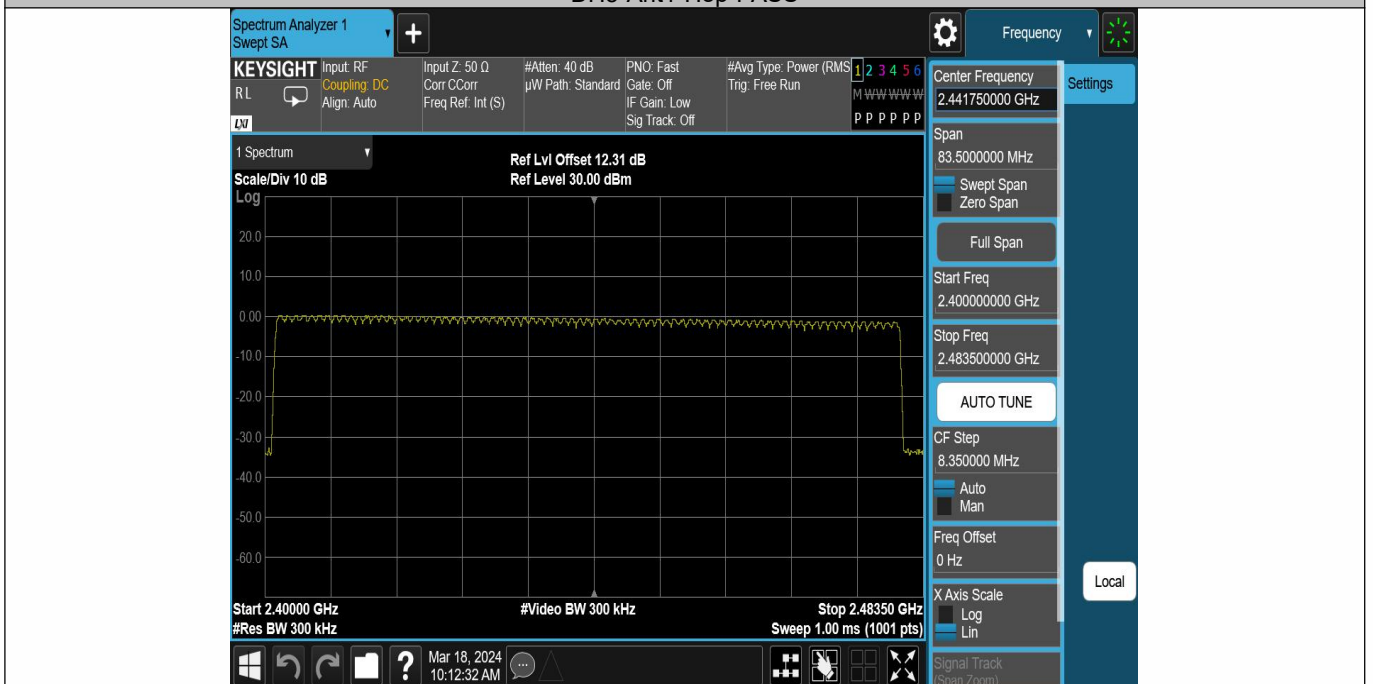 Spectrum Analyzer 1
Swept SA
+
Frequency
KEYSIGHT
RL
LXI
Input: RF
Coupling: DC
Align: Auto
Input Z: 50 Ω
Corr CCorr
Freq Ref: Int (S)
#Atten: 40 dB
µW Path: Standard
PNO: Fast
Gate: Off
IF Gain: Low
Sig Track: Off
#Avg Type: Power (RMS
Trig: Free Run
1 2 3 4 5 6
M W W W W W
P P P P P P
1 Spectrum
Scale/Div 10 dB
Log
Ref Lvl Offset 12.31 dB
Ref Level 30.00 dBm
20.0
10.0
0.00
-10.0
-20.0
-30.0
-40.0
-50.0
-60.0
Start 2.40000 GHz
#Res BW 300 kHz
#Video BW 300 kHz
Stop 2.48350 GHz
Sweep 1.00 ms (1001 pts)
?
Mar 18, 2024
10:12:32 AM
Center Frequency
2.441750000 GHz
Settings
Span
83.5000000 MHz
Swept Span
Zero Span
Full Span
Start Freq
2.400000000 GHz
Stop Freq
2.483500000 GHz
AUTO TUNE
CF Step
8.350000 MHz
Auto
Man
Freq Offset
0 Hz
X Axis Scale
Log
Lin
Local
Signal Track
(Span Zoom)